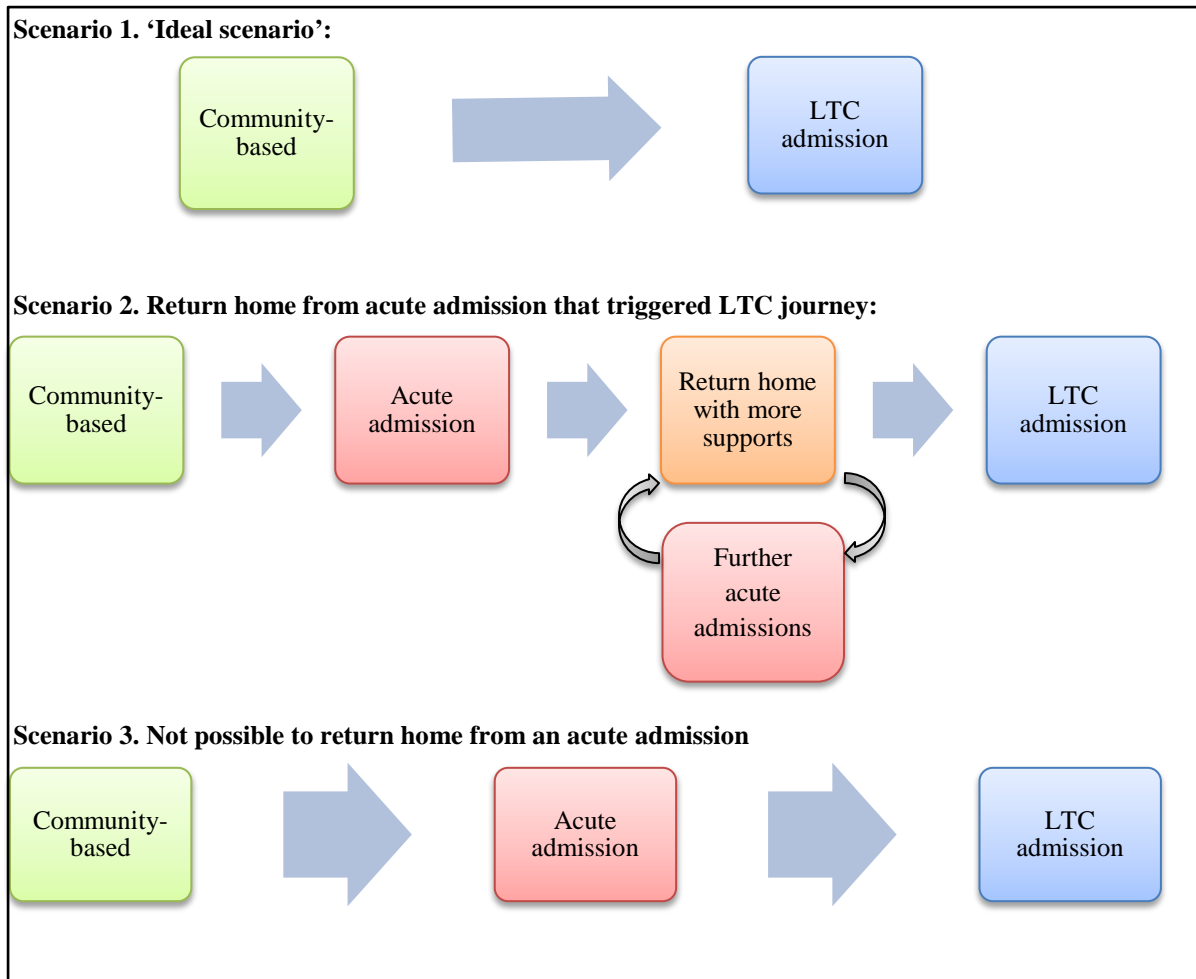 Scenario 1. ‘Ideal scenario’:
Community-
based
LTC
admission
Scenario 2. Return home from acute admission that triggered LTC journey:
Community-
based
Acute
admission
Return home
with more
supports
LTC
admission
Further
acute
admissions
Scenario 3. Not possible to return home from an acute admission
Community-
based
Acute
admission
LTC
admission